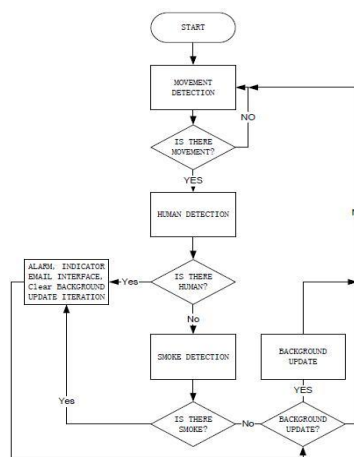 START
MOVEMENT
DETECTION
NO
IS THERE
MOVEMENT?
YES
HUMAN DETECTION
ALARM, INDICATOR
EMAIL INTERFACE,
Clear BACKGROUND
UPDATE ITERATION
Yes
IS THERE
HUMAN?
No
SMOKE DETECTION
BACKGROUND
UPDATE
Yes
YES
IS THERE
SMOKE?
No
BACKGROUND
UPDATE?